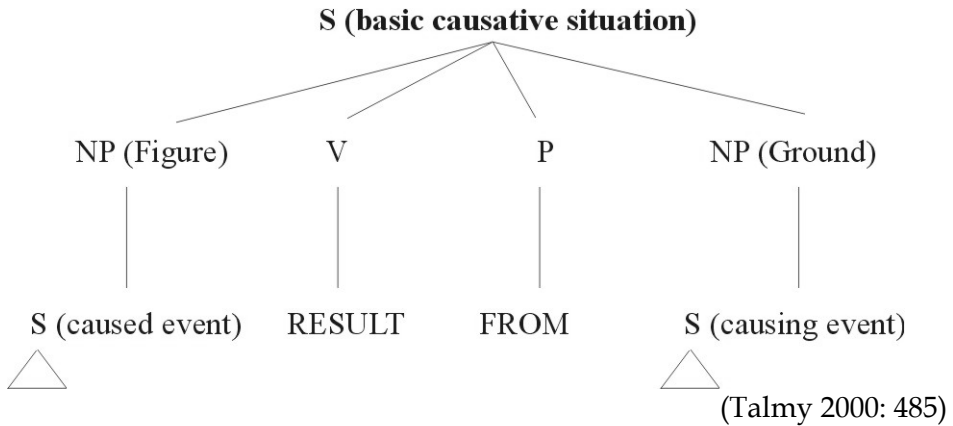 S (basic causative situation)
NP (Figure) V P NP (Ground)
S (caused event) RESULT FROM S (causing event)
(Talmy 2000: 485)